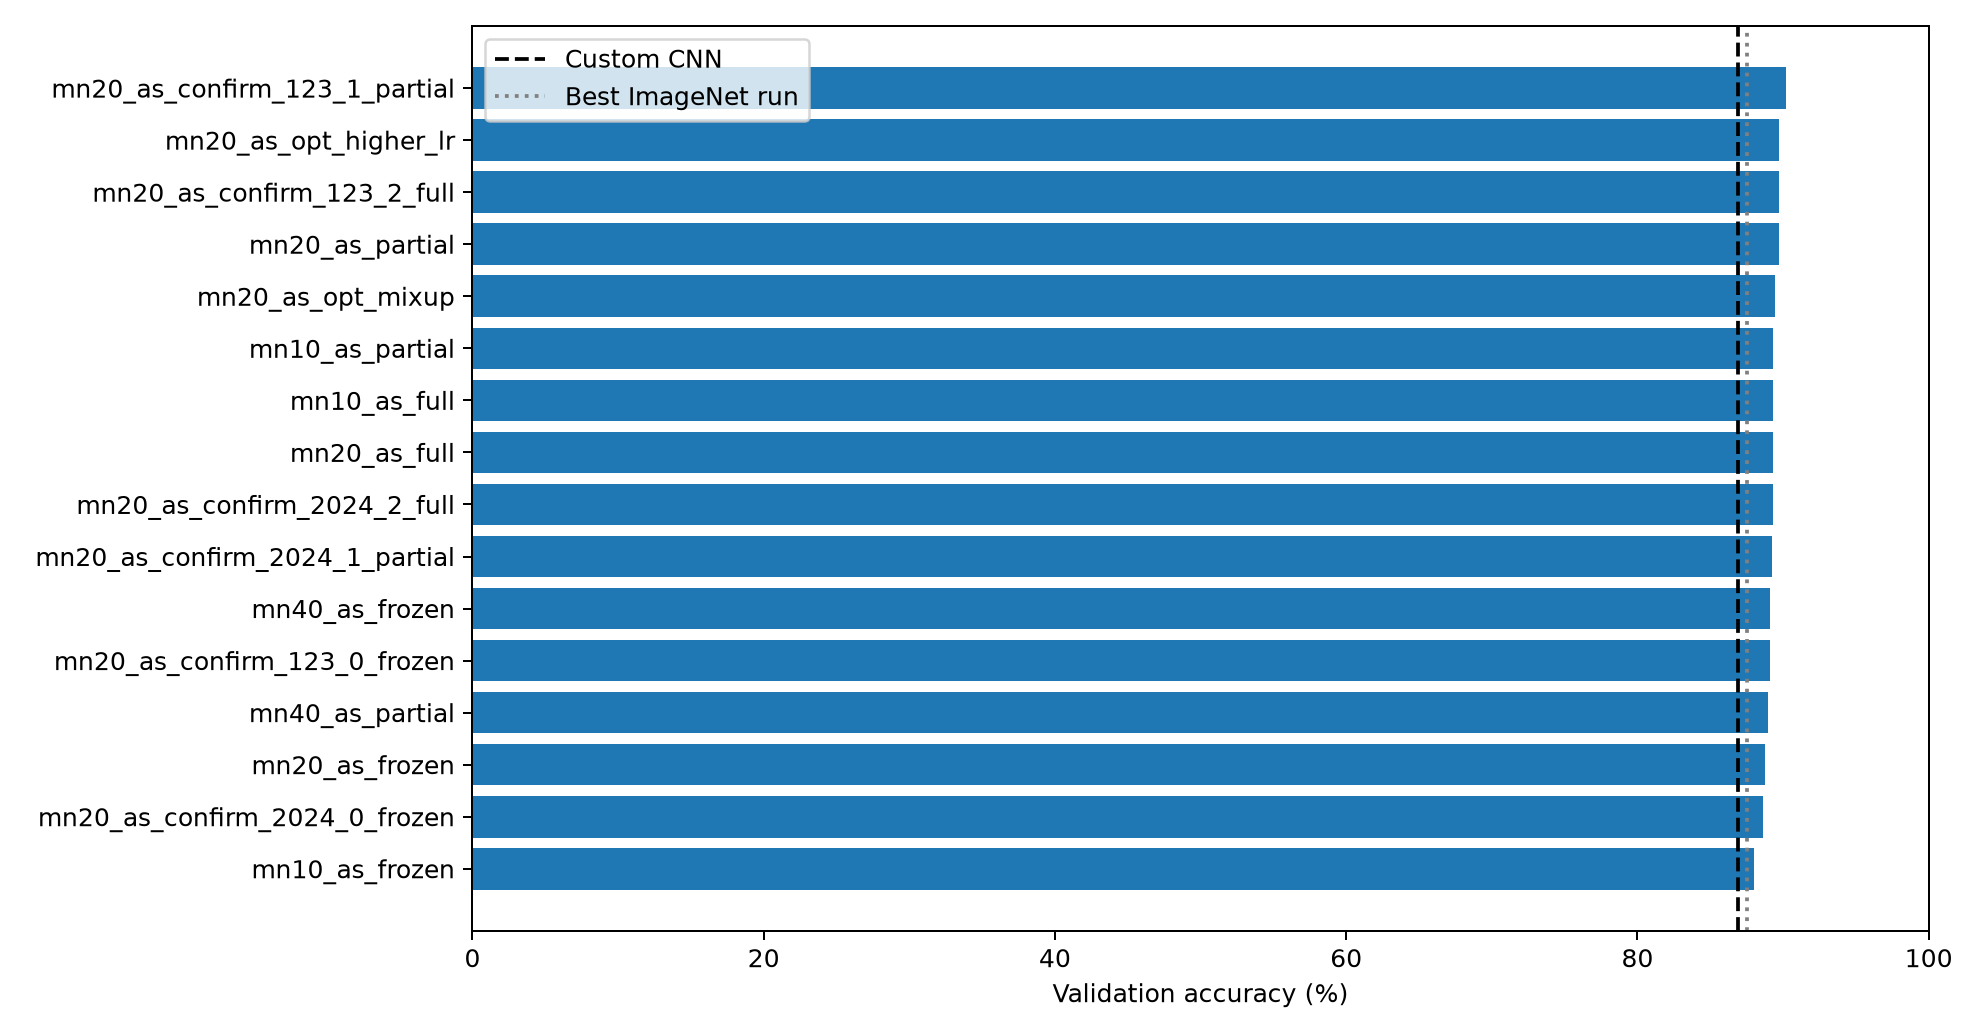 Custom CNN
Best ImageNet run
mn20_as_confirm_123_1_partial
mn20_as_opt_higher_lr
mn20_as_confirm_123_2_full
mn20_as_partial
mn20_as_opt_mixup
mn10_as_partial
mn10_as_full
mn20_as_full
mn20_as_confirm_2024_2_full
mn20_as_confirm_2024_1_partial
mn40_as_frozen
mn20_as_confirm_123_0_frozen
mn40_as_partial
mn20_as_frozen
mn20_as_confirm_2024_0_frozen
mn10_as_frozen
0 20 40 60 80 100
Validation accuracy (%)